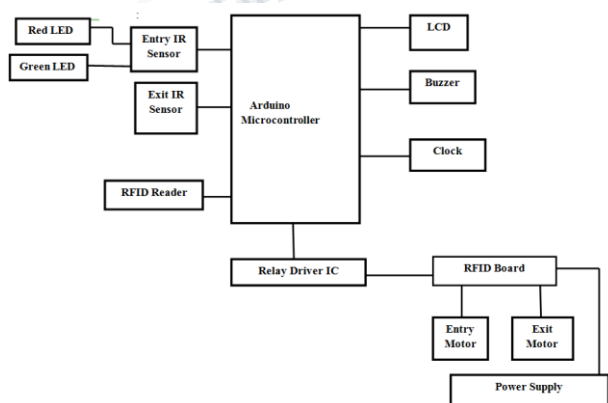 Red LED
Green LED
Entry IR
Sensor
Exit IR
Sensor
RFID Reader
Arduino
Microcontroller
LCD
Buzzer
Clock
Relay Driver IC
RFID Board
Entry
Motor
Exit
Motor
Power Supply